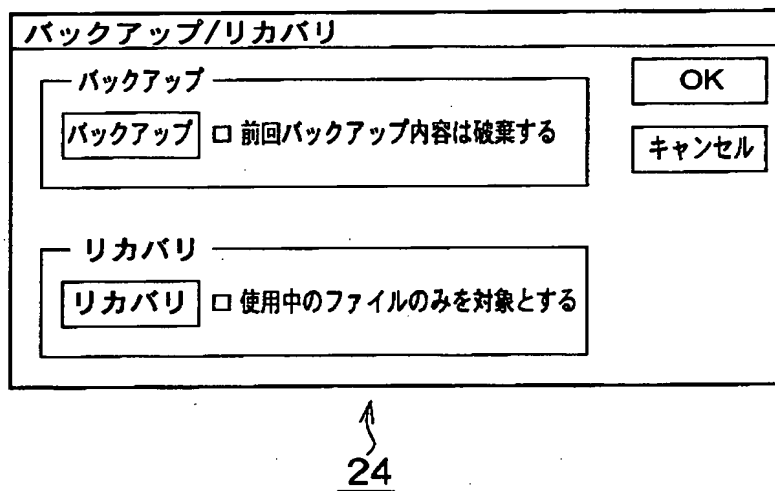 バックアップ/リカバリ
バックアップ
バックアップ 前回バックアップ内容は破棄する
OK
キャンセル
リカバリ
リカバリ 使用中のファイルのみを対象とする
24